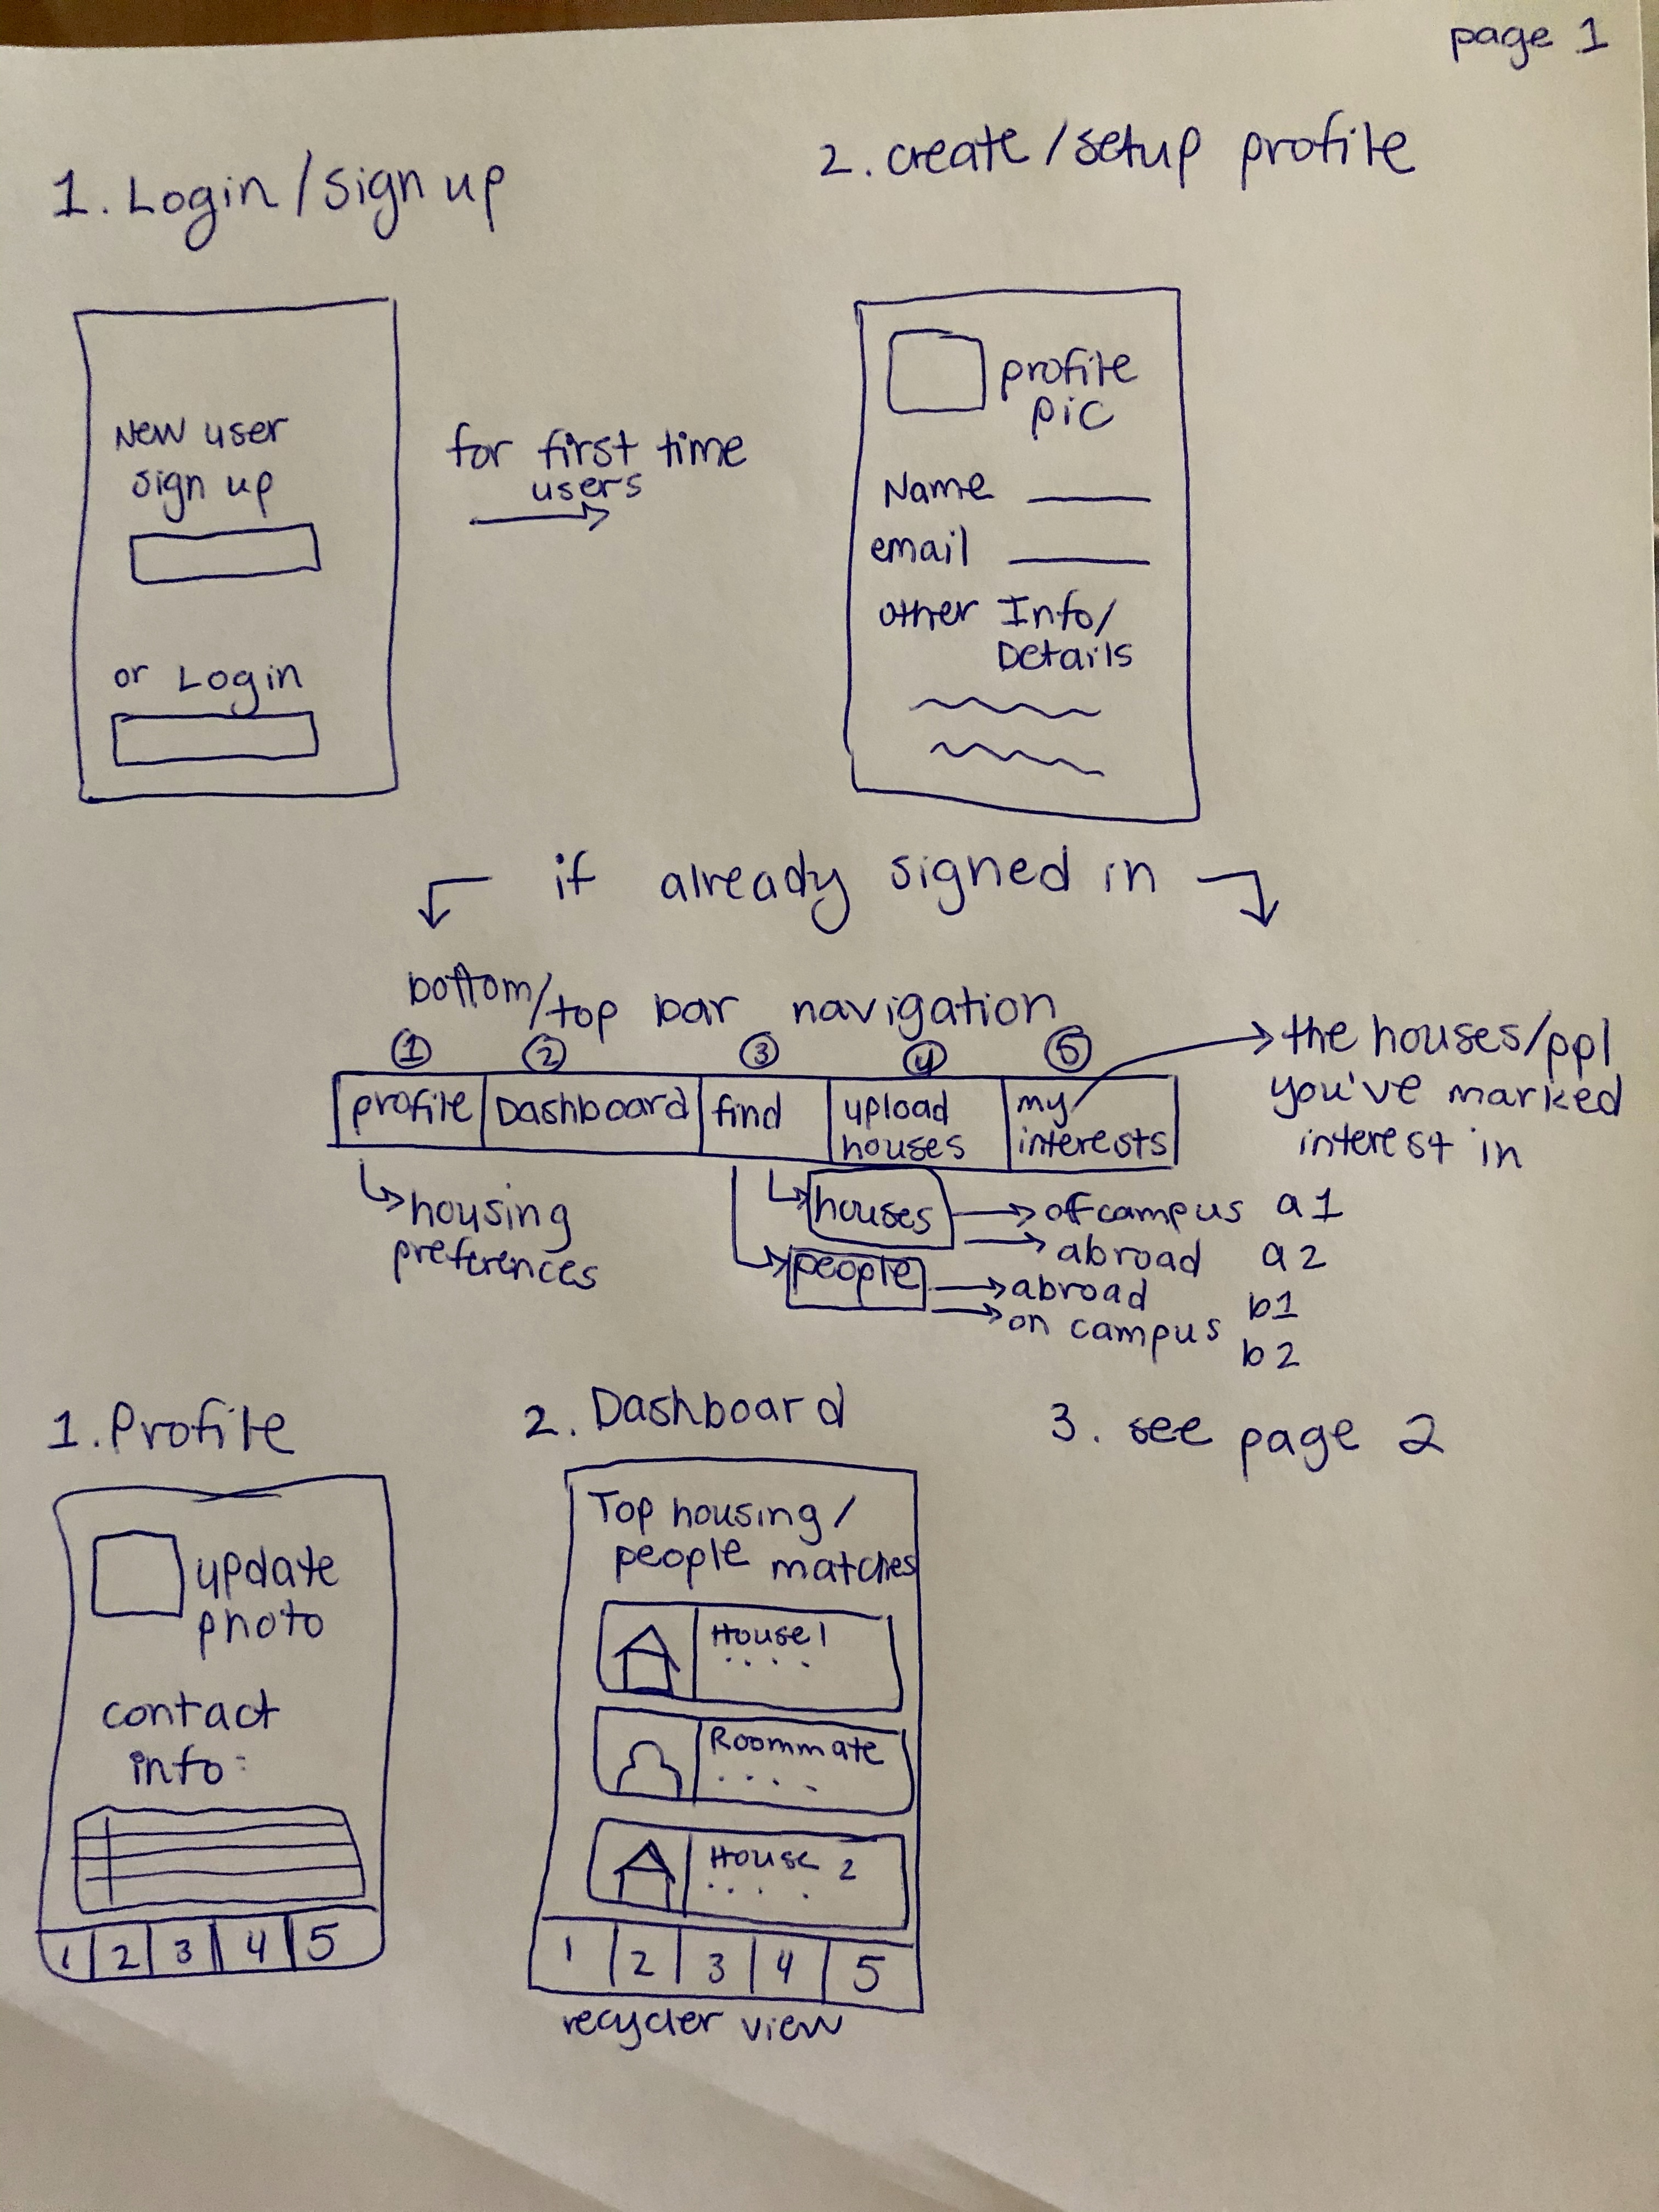 page 1
1. Login/sign up
2. create/setup profile
New user
sign up
or Login
for first time
users
profile
pic
Name
email
other Info/
Details
if already signed in
bottom/top bar navigation
1 2 3 4 5
profile Dashboard find upload houses my interests
the houses/ppl
you've marked
interest in
housing
preferences
houses
of campus a1
abroad a2
people
abroad b1
on campus b2
1. Profile
update
photo
contact
info:
1 2 3 4 5
2. Dashboard
Top housing/
people matches
House 1
Roommate
House 2
1 2 3 4 5
recycler view
3. see page 2